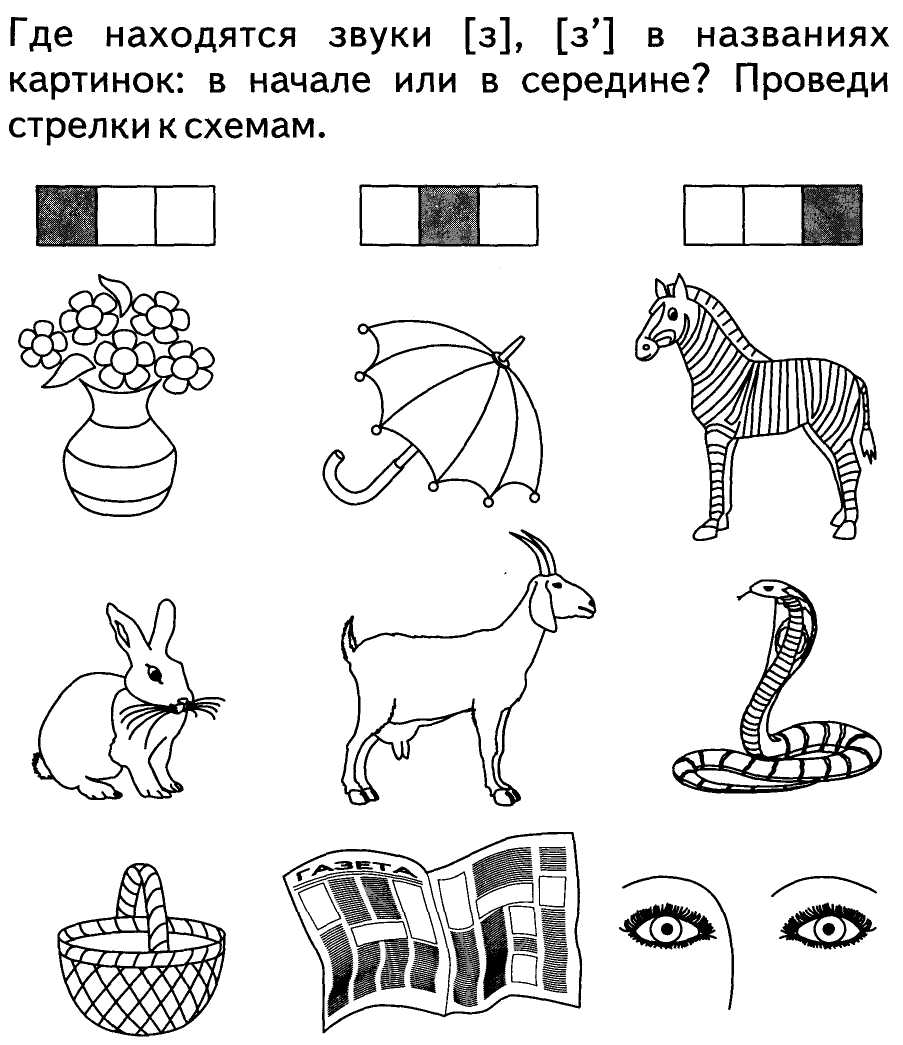 Где находятся звуки [з], [з’] в названиях
картинок: в начале или в середине? Проведи
стрелки к схемам.
ГАЗЕТА